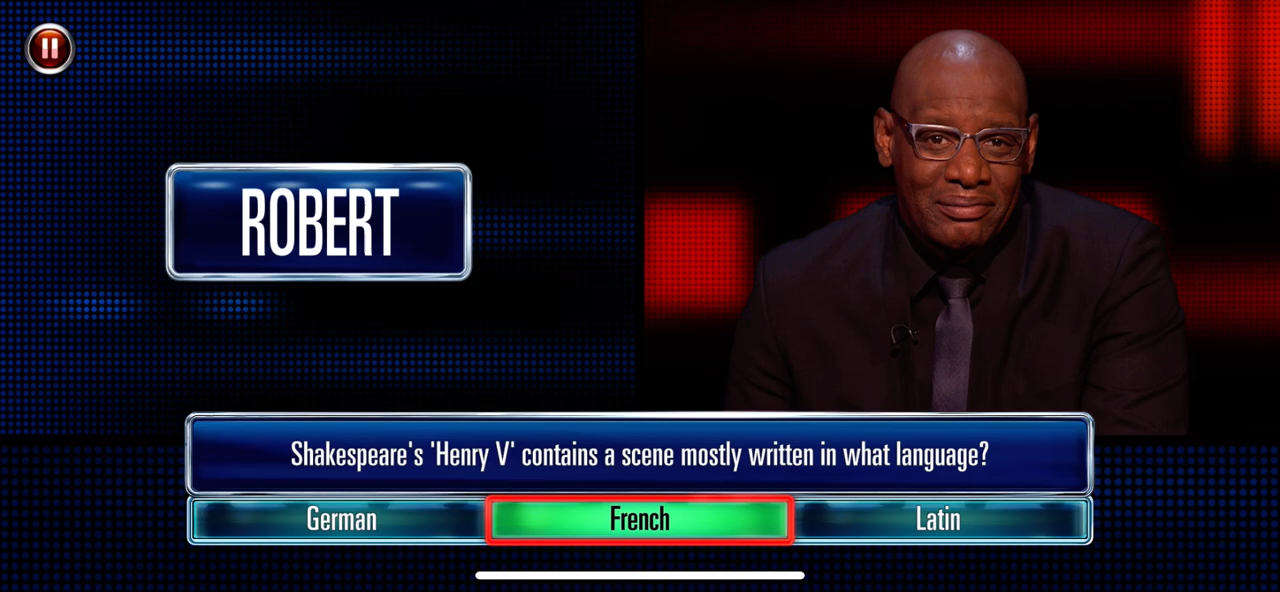 ROBERT
Shakespeare's 'Henry V' contains a scene mostly written in what language?
German
French
Latin